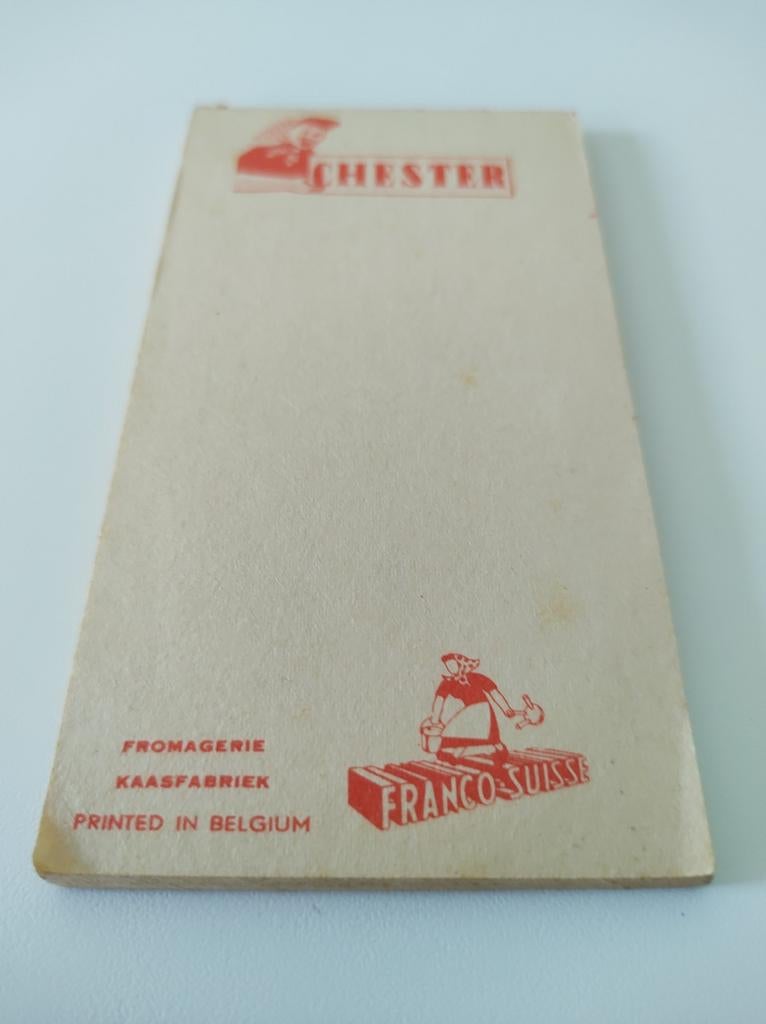 CHESTER
FROMAGERIE
KAASFABRIEK
PRINTED IN BELGIUM
FRANCO-SUISSE